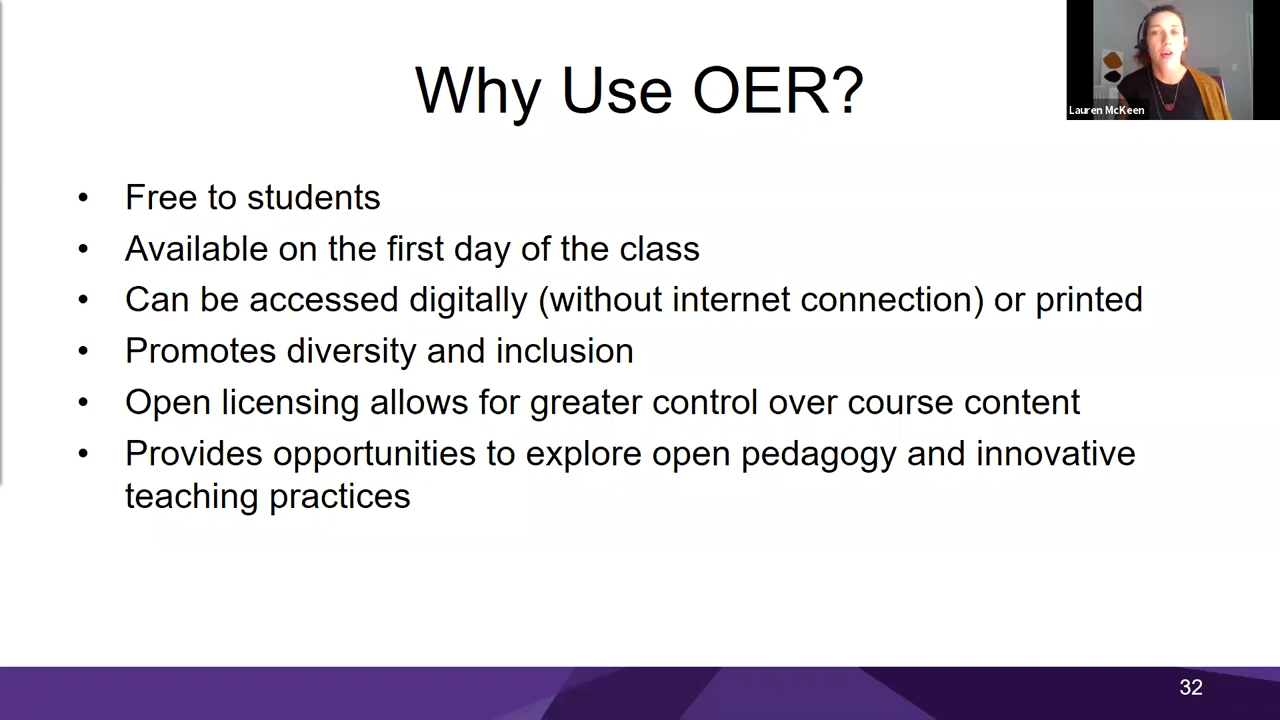 Why Use OER?
Lauren McKeen
• Free to students
• Available on the first day of the class
• Can be accessed digitally (without internet connection) or printed
• Promotes diversity and inclusion
• Open licensing allows for greater control over course content
• Provides opportunities to explore open pedagogy and innovative
teaching practices
32